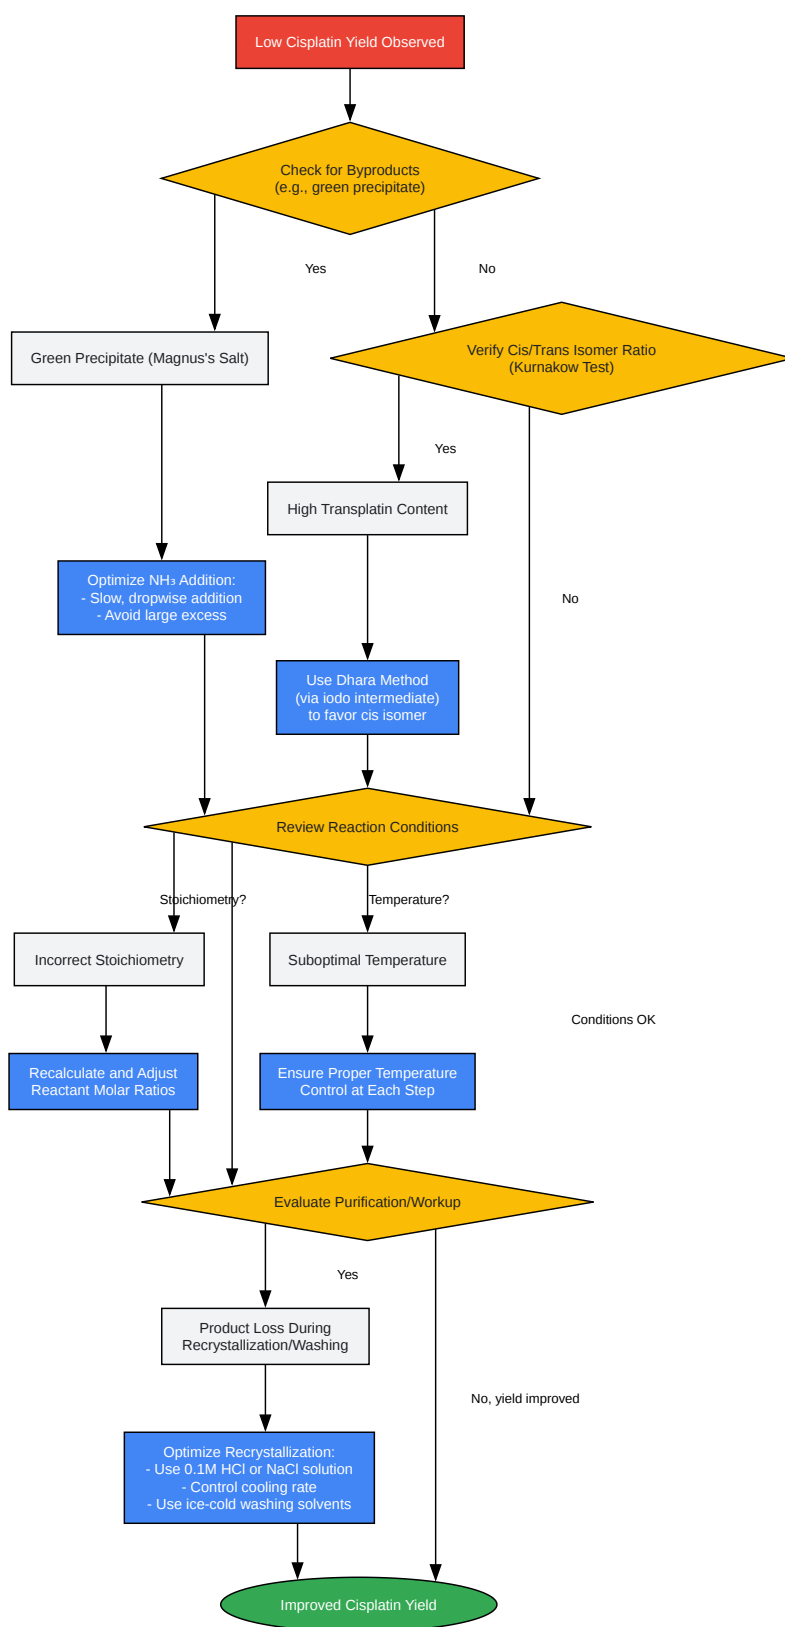 Low Cisplatin Yield Observed
Check for Byproducts
(e.g., green precipitate)
Yes
No
Green Precipitate (Magnus's Salt)
Verify Cis/Trans Isomer Ratio
(Kurnakow Test)
Yes
High Transplatin Content
Optimize NH₃ Addition:
- Slow, dropwise addition
- Avoid large excess
No
Use Dhara Method
(via iodo intermediate)
to favor cis isomer
Review Reaction Conditions
Stoichiometry?
Temperature?
Incorrect Stoichiometry
Suboptimal Temperature
Conditions OK
Recalculate and Adjust
Reactant Molar Ratios
Ensure Proper Temperature
Control at Each Step
Evaluate Purification/Workup
Yes
Product Loss During
Recrystallization/Washing
No, yield improved
Optimize Recrystallization:
- Use 0.1M HCl or NaCl solution
- Control cooling rate
- Use ice-cold washing solvents
Improved Cisplatin Yield